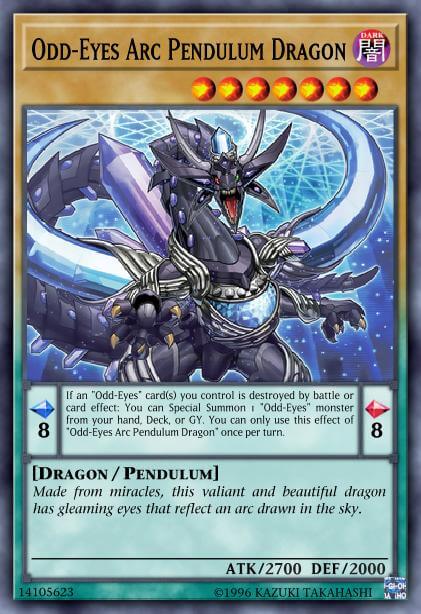 Odd-Eyes Arc Pendulum Dragon
DARK
闇
If an "Odd-Eyes" card(s) you control is destroyed by battle or
card effect: You can Special Summon 1 "Odd-Eyes" monster
from your hand, Deck, or GY. You can only use this effect of
"Odd-Eyes Arc Pendulum Dragon" once per turn.
8
8
[Dragon / Pendulum]
Made from miracles, this valiant and beautiful dragon
has gleaming eyes that reflect an arc drawn in the sky.
ATK/2700 DEF/2000
14105623
©1996 KAZUKI TAKAHASHI